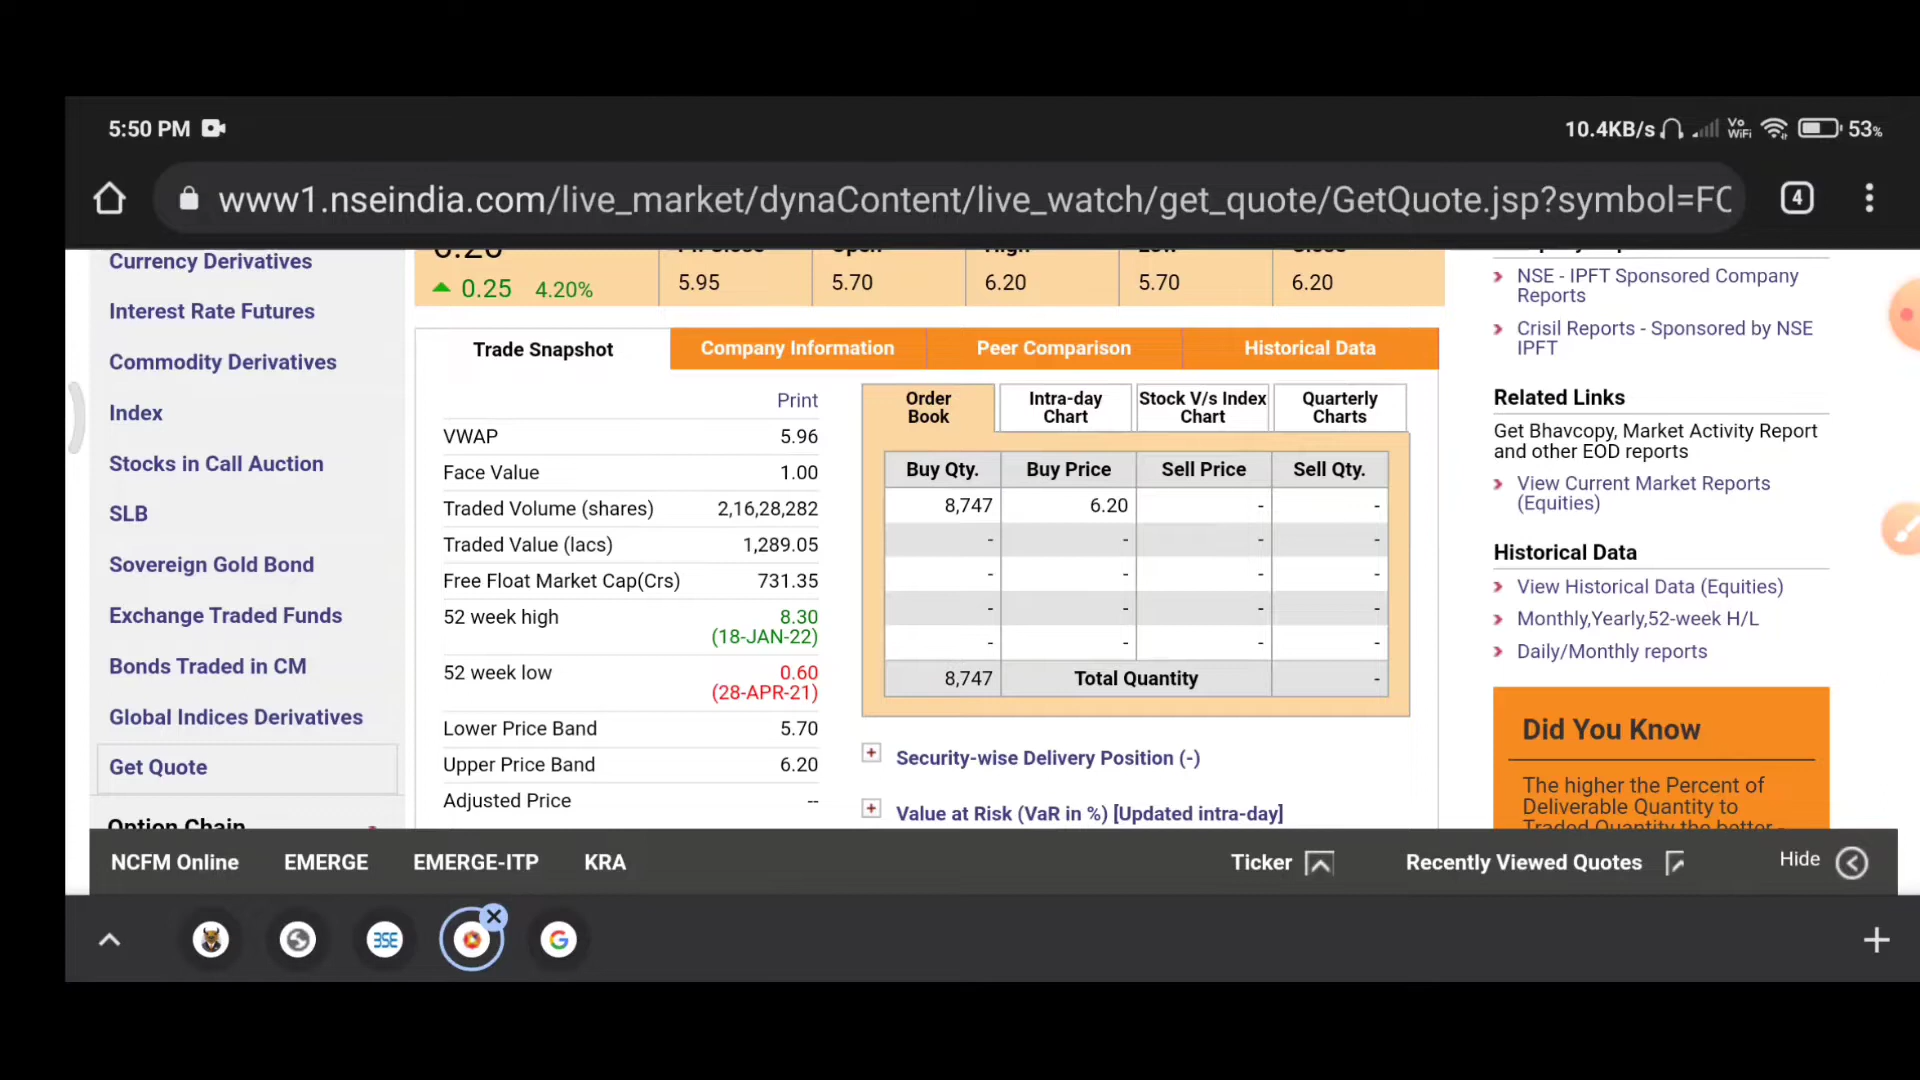 5:50 PM
10.4KB/s Vo WiFi 53%
www1.nseindia.com/live_market/dynaContent/live_watch/get_quote/GetQuote.jsp?symbol=FC
4
Currency Derivatives
Interest Rate Futures
Commodity Derivatives
Index
Stocks in Call Auction
SLB
Sovereign Gold Bond
Exchange Traded Funds
Bonds Traded in CM
Global Indices Derivatives
Get Quote
Option Chain
0.25 4.20%
5.95 5.70 6.20 5.70 6.20
Trade Snapshot Company Information Peer Comparison Historical Data
Print
VWAP 5.96
Face Value 1.00
Traded Volume (shares) 2,16,28,282
Traded Value (lacs) 1,289.05
Free Float Market Cap(Crs) 731.35
52 week high 8.30
(18-JAN-22)
52 week low 0.60
(28-APR-21)
Lower Price Band 5.70
Upper Price Band 6.20
Adjusted Price --
Order Book
Intra-day Chart
Stock V/s Index Chart
Quarterly Charts
Buy Qty. Buy Price Sell Price Sell Qty.
8,747 6.20 - -
- - - -
- - - -
- - - -
- - - -
8,747 Total Quantity -
Security-wise Delivery Position (-)
Value at Risk (VaR in %) [Updated intra-day]
NSE - IPFT Sponsored Company
Reports
Crisil Reports - Sponsored by NSE
IPFT
Related Links
Get Bhavcopy, Market Activity Report
and other EOD reports
View Current Market Reports
(Equities)
Historical Data
View Historical Data (Equities)
Monthly,Yearly,52-week H/L
Daily/Monthly reports
Did You Know
The higher the Percent of
Deliverable Quantity to
Traded Quantity the better -
NCFM Online EMERGE EMERGE-ITP KRA Ticker Recently Viewed Quotes Hide
BSE